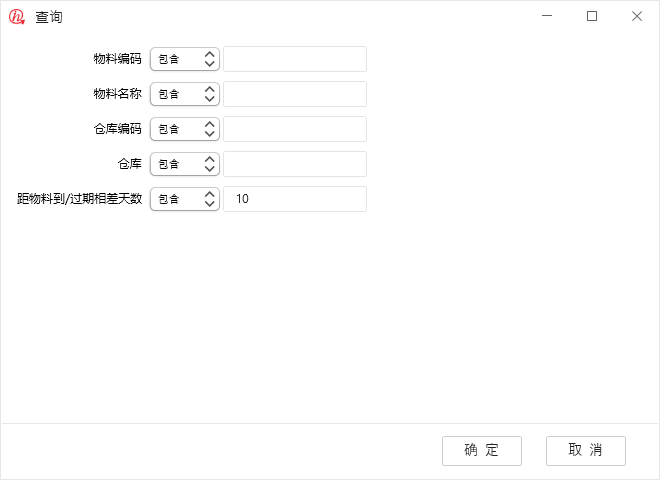 查询
物料编码 包含
物料名称 包含
仓库编码 包含
仓库 包含
距物料到/过期相差天数 包含 10
确 定 取 消